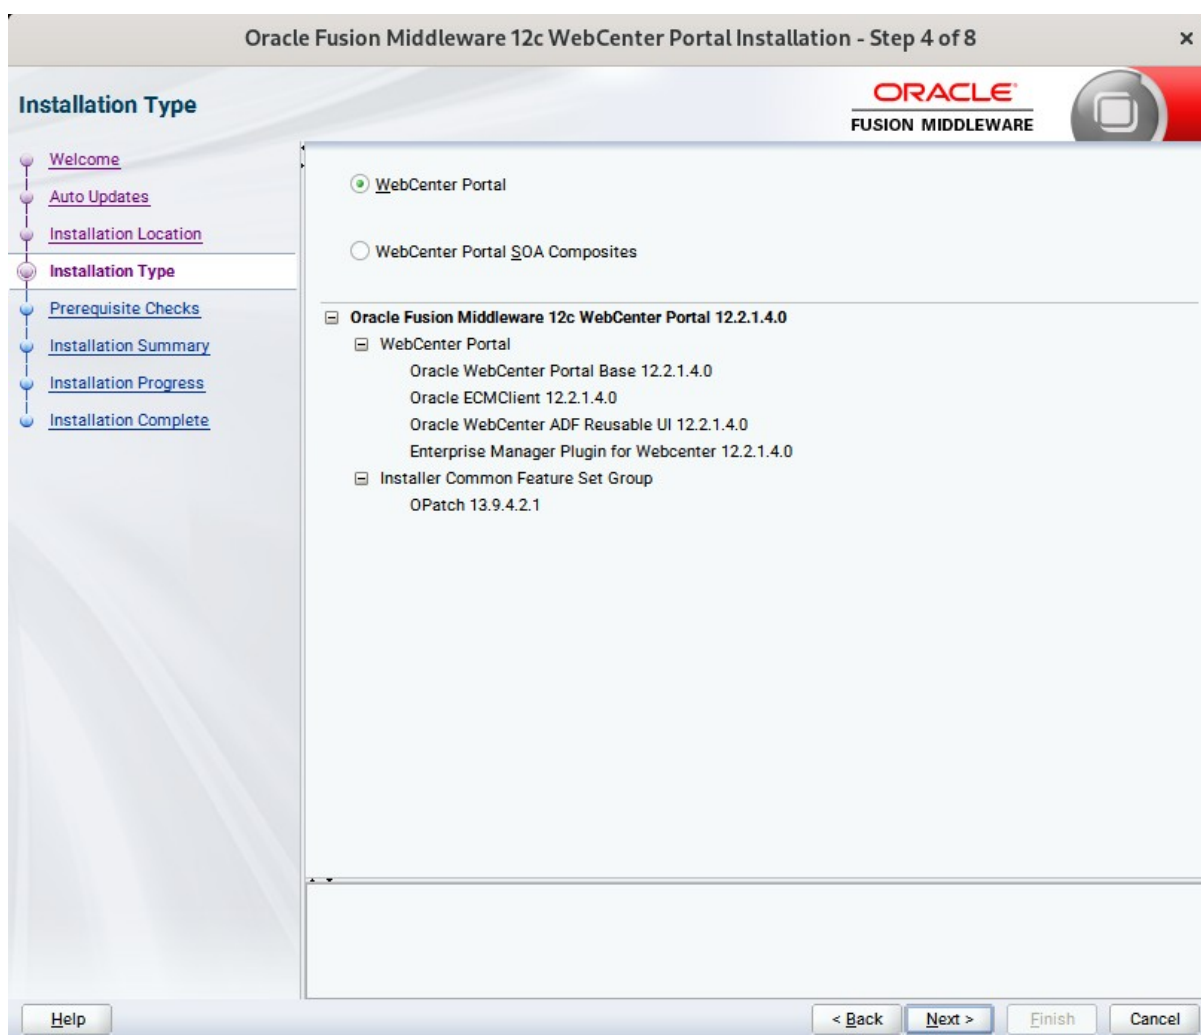 Oracle Fusion Middleware 12c WebCenter Portal Installation - Step 4 of 8
Installation Type
ORACLE
FUSION MIDDLEWARE
Welcome
Auto Updates
Installation Location
Installation Type
Prerequisite Checks
Installation Summary
Installation Progress
Installation Complete
WebCenter Portal
WebCenter Portal SOA Composites
Oracle Fusion Middleware 12c WebCenter Portal 12.2.1.4.0
WebCenter Portal
Oracle WebCenter Portal Base 12.2.1.4.0
Oracle ECMClient 12.2.1.4.0
Oracle WebCenter ADF Reusable UI 12.2.1.4.0
Enterprise Manager Plugin for Webcenter 12.2.1.4.0
Installer Common Feature Set Group
OPatch 13.9.4.2.1
Help
< Back
Next >
Finish
Cancel